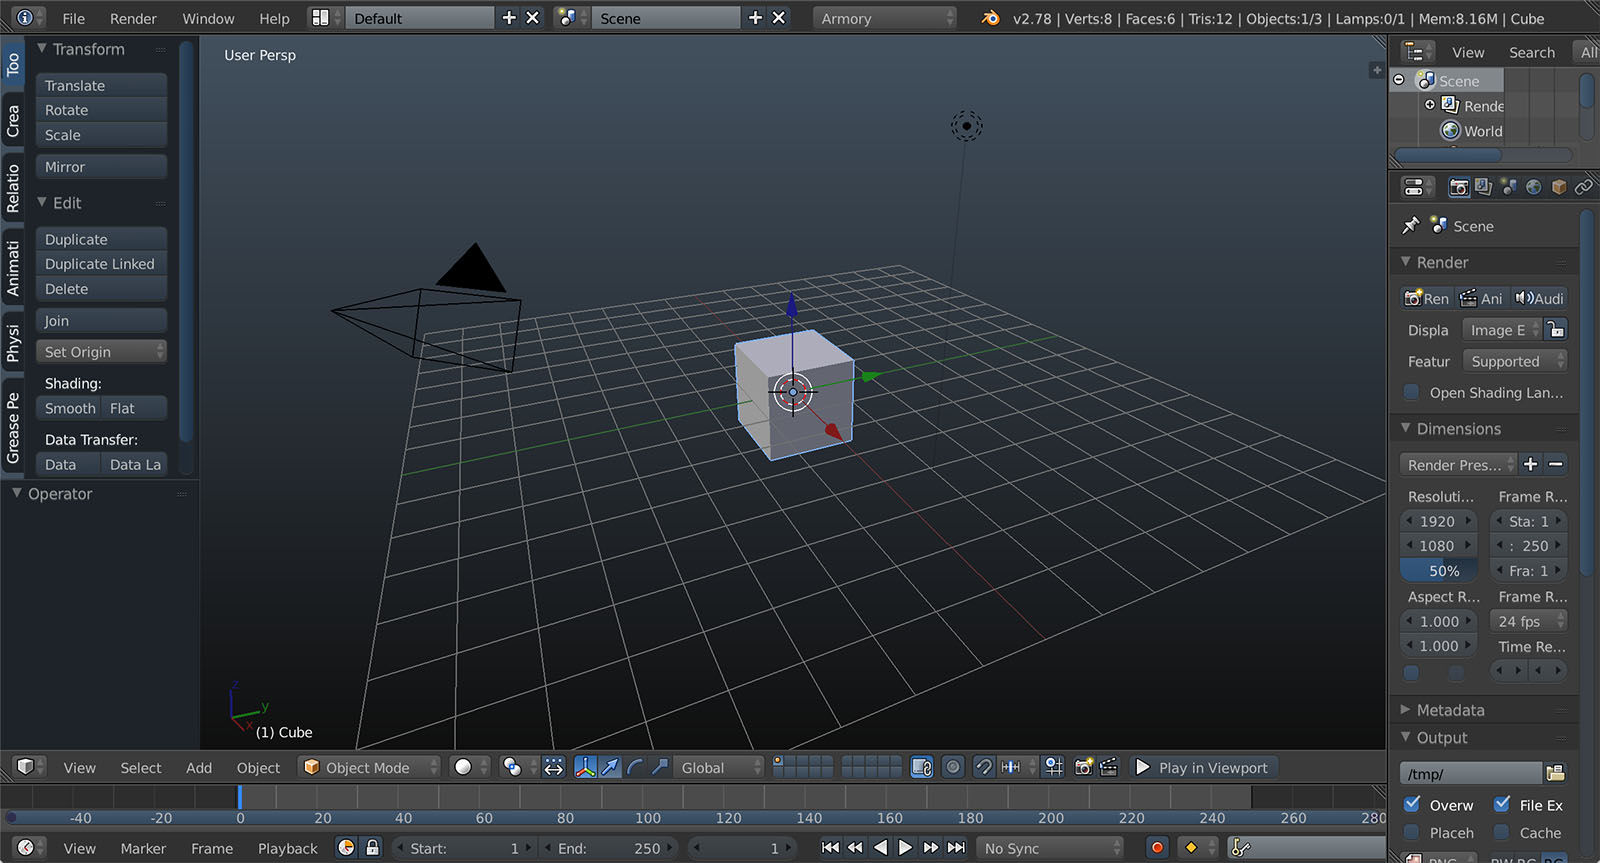 File Render Window Help Default Scene Armory v2.78 | Verts:8 | Faces:6 | Tris:12 | Objects:1/3 | Lamps:0/1 | Mem:8.16M | Cube
Too
Crea
Relatio
Animati
Physi
Grease Pe
Transform
Translate
Rotate
Scale
Mirror
Edit
Duplicate
Duplicate Linked
Delete
Join
Set Origin
Shading:
Smooth Flat
Data Transfer:
Data Data La
Operator
User Persp
z
y
x
(1) Cube
View Search All
Scene
Rende
World
Scene
Render
Ren Ani Audi
Displa Image E
Featur Supported
Open Shading Lan...
Dimensions
Render Pres...
Resoluti... Frame R...
1920 Sta: 1
1080 : 250
50% Fra: 1
Aspect R... Frame R...
1.000 24 fps
1.000 Time Re...
Metadata
Output
/tmp/
Overw File Ex
Placeh Cache
PNG BW RG
View Select Add Object Object Mode Global Play in Viewport
-40 -20 0 20 40 60 80 100 120 140 160 180 200 220 240 260 280
View Marker Frame Playback Start: 1 End: 250 1 No Sync